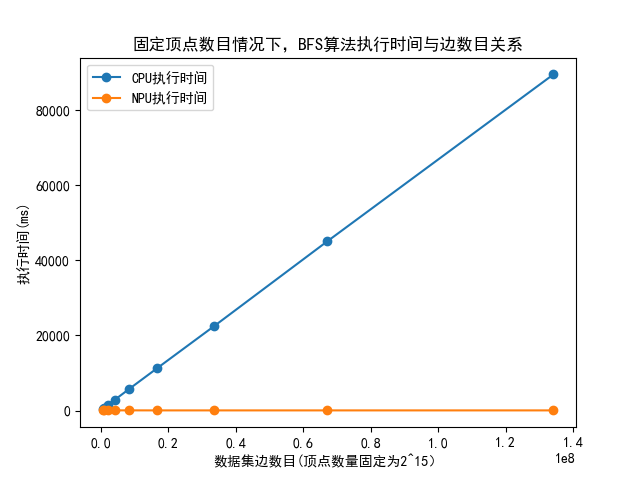 固定顶点数目情况下，BFS算法执行时间与边数目关系
CPU执行时间
NPU执行时间
执行时间(ms)
80000
60000
40000
20000
0
0.0 0.2 0.4 0.6 0.8 1.0 1.2 1.4
1e8
数据集边数目(顶点数量固定为2^15)